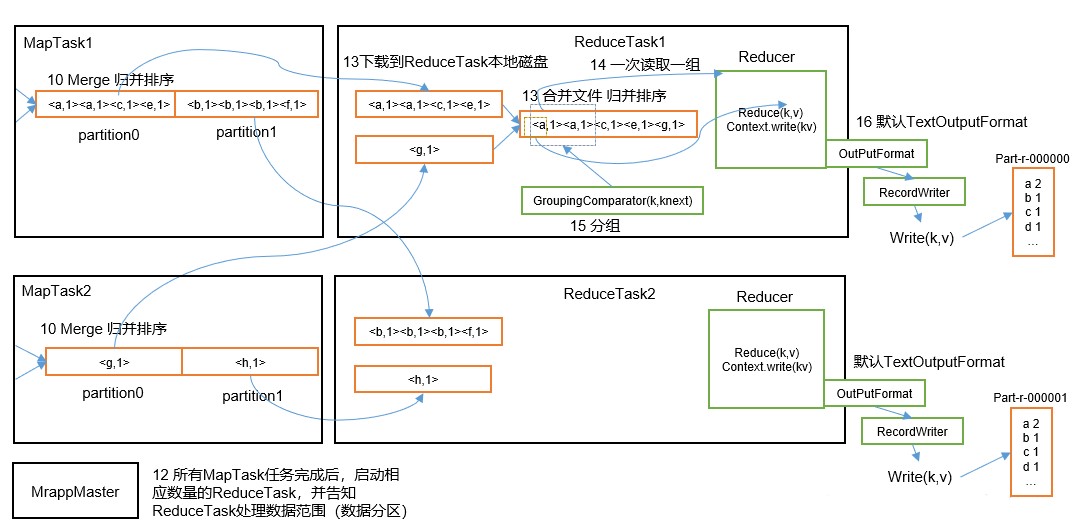 MapTask1
10 Merge 归并排序
<a,1><a,1><c,1><e,1>
<b,1><b,1><b,1><f,1>
partition0
partition1
ReduceTask1
13下载到ReduceTask本地磁盘
14 一次读取一组
<a,1><a,1><c,1><e,1>
13 合并文件 归并排序
<a,1><a,1><c,1><e,1><g,1>
<g,1>
GroupingComparator(k,knext)
15 分组
Reducer
Reduce(k,v)
Context.write(kv)
16 默认TextOutputFormat
OutPutFormat
RecordWriter
Write(k,v)
Part-r-000000
a 2
b 1
c 1
d 1
...
MapTask2
10 Merge 归并排序
<g,1>
<h,1>
partition0
partition1
ReduceTask2
<b,1><b,1><b,1><f,1>
<h,1>
Reducer
Reduce(k,v)
Context.write(kv)
默认TextOutputFormat
OutPutFormat
RecordWriter
Write(k,v)
Part-r-000001
a 2
b 1
c 1
d 1
...
MrappMaster
12 所有MapTask任务完成后，启动相
应数量的ReduceTask，并告知
ReduceTask处理数据范围（数据分区）